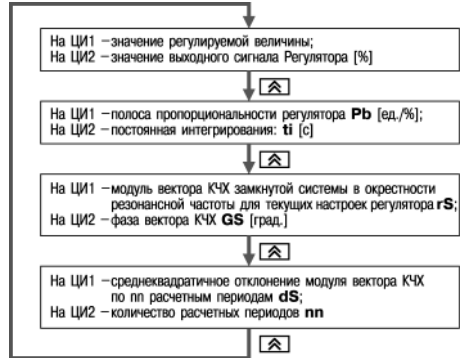 На ЦИ1 –значение регулируемой величины;
На ЦИ2 –значение выходного сигнала Регулятора [%]
На ЦИ1 –полоса пропорциональности регулятора Pb [ед./%];
На ЦИ2 –постоянная интегрирования: ti [с]
На ЦИ1 –модуль вектора КЧХ замкнутой системы в окрестности
резонансной частоты для текущих настроек регулятора rS;
На ЦИ2 –фаза вектора КЧХ GS [град.]
На ЦИ1 –среднеквадратичное отклонение модуля вектора КЧХ
по nn расчетным периодам dS;
На ЦИ2 –количество расчетных периодов nn